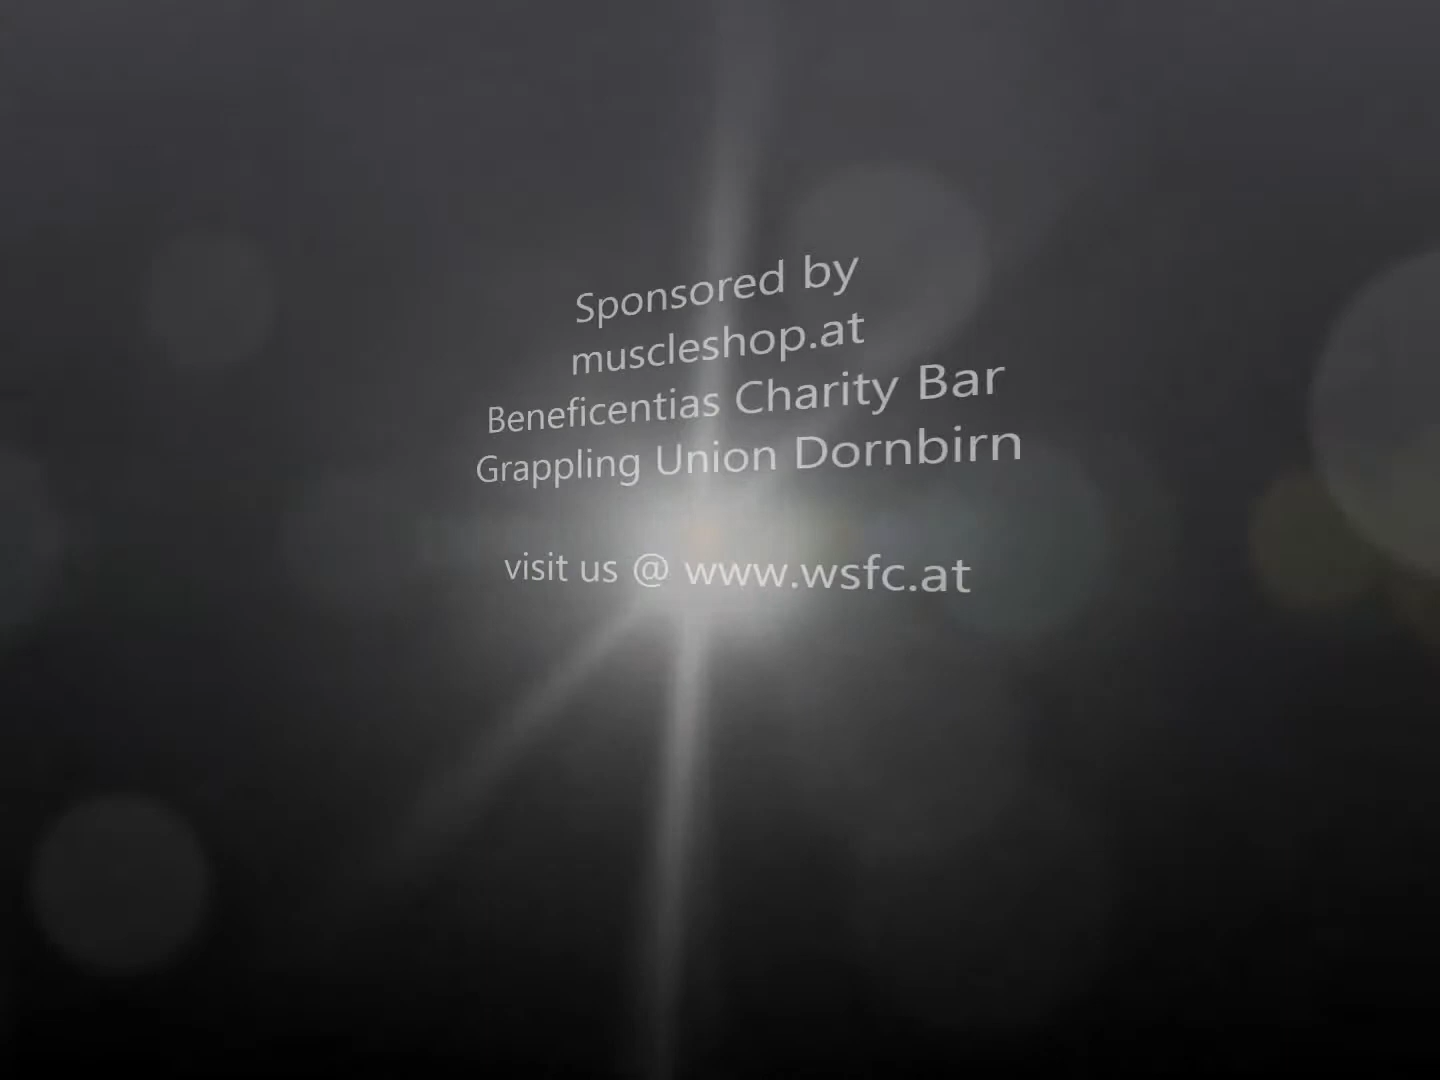 Sponsored by
muscleshop.at
Beneficentias Charity Bar
Grappling Union Dornbirn
visit us @ www.wsfc.at